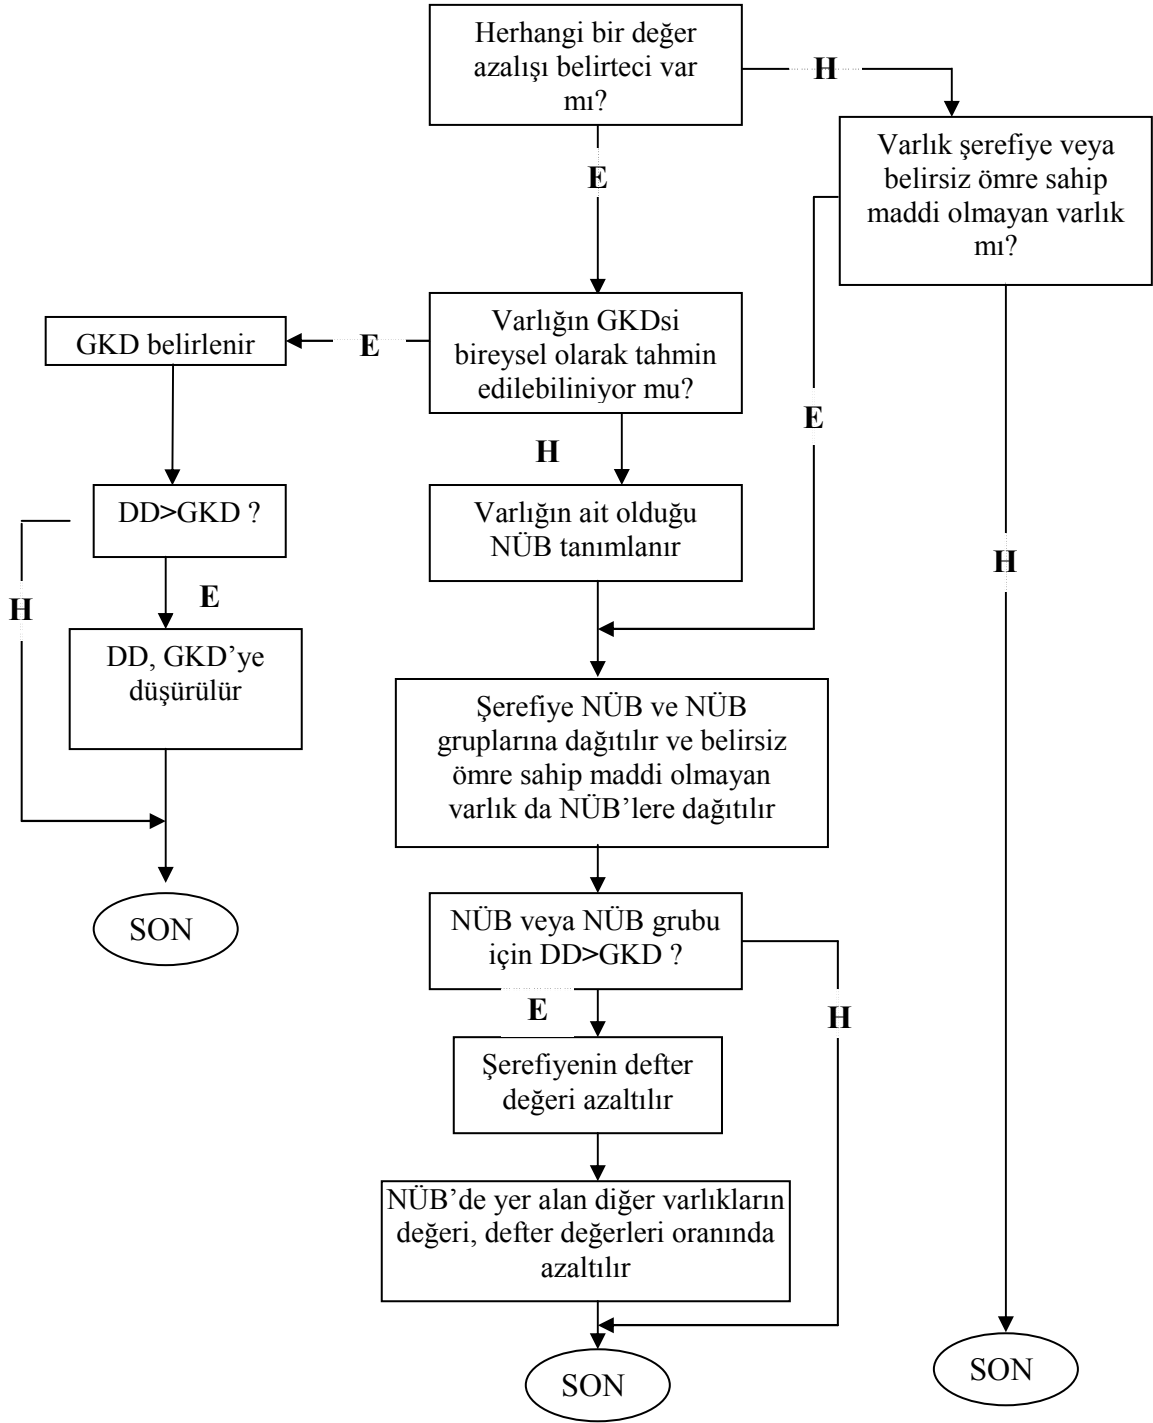 Herhangi bir değer
azalışı belirteci var
mı?
H
Varlık şerefiye veya
belirsiz ömre sahip
maddi olmayan varlık
mı?
E
Varlığın GKDsi
bireysel olarak tahmin
edilebiliniyor mu?
E
GKD belirlenir
E
H
H
DD>GKD ?
Varlığın ait olduğu
NÜB tanımlanır
E
H
DD, GKD’ye
düşürülür
Şerefiye NÜB ve NÜB
gruplarına dağıtılır ve belirsiz
ömre sahip maddi olmayan
varlık da NÜB’lere dağıtılır
SON
NÜB veya NÜB grubu
için DD>GKD ?
E
H
Şerefiyenin defter
değeri azaltılır
NÜB’de yer alan diğer varlıkların
değeri, defter değerleri oranında
azaltılır
SON
SON